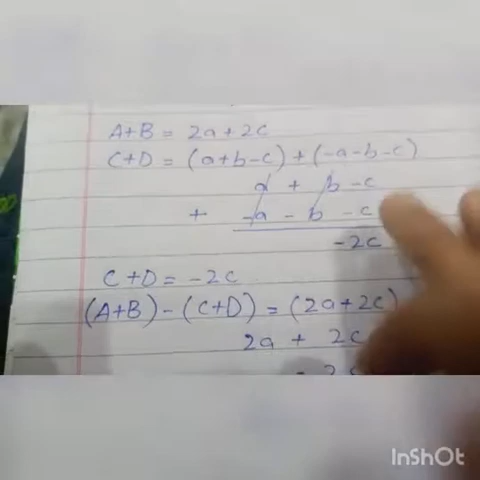 A+B = 2a+2c
C+D = (a+b-c)+(-a-b-c)
a + b-c
+ -a - b -c
-2c
C+D = -2c
(A+B)-(C+D) = (2a+2c)
2a + 2c
InShOt